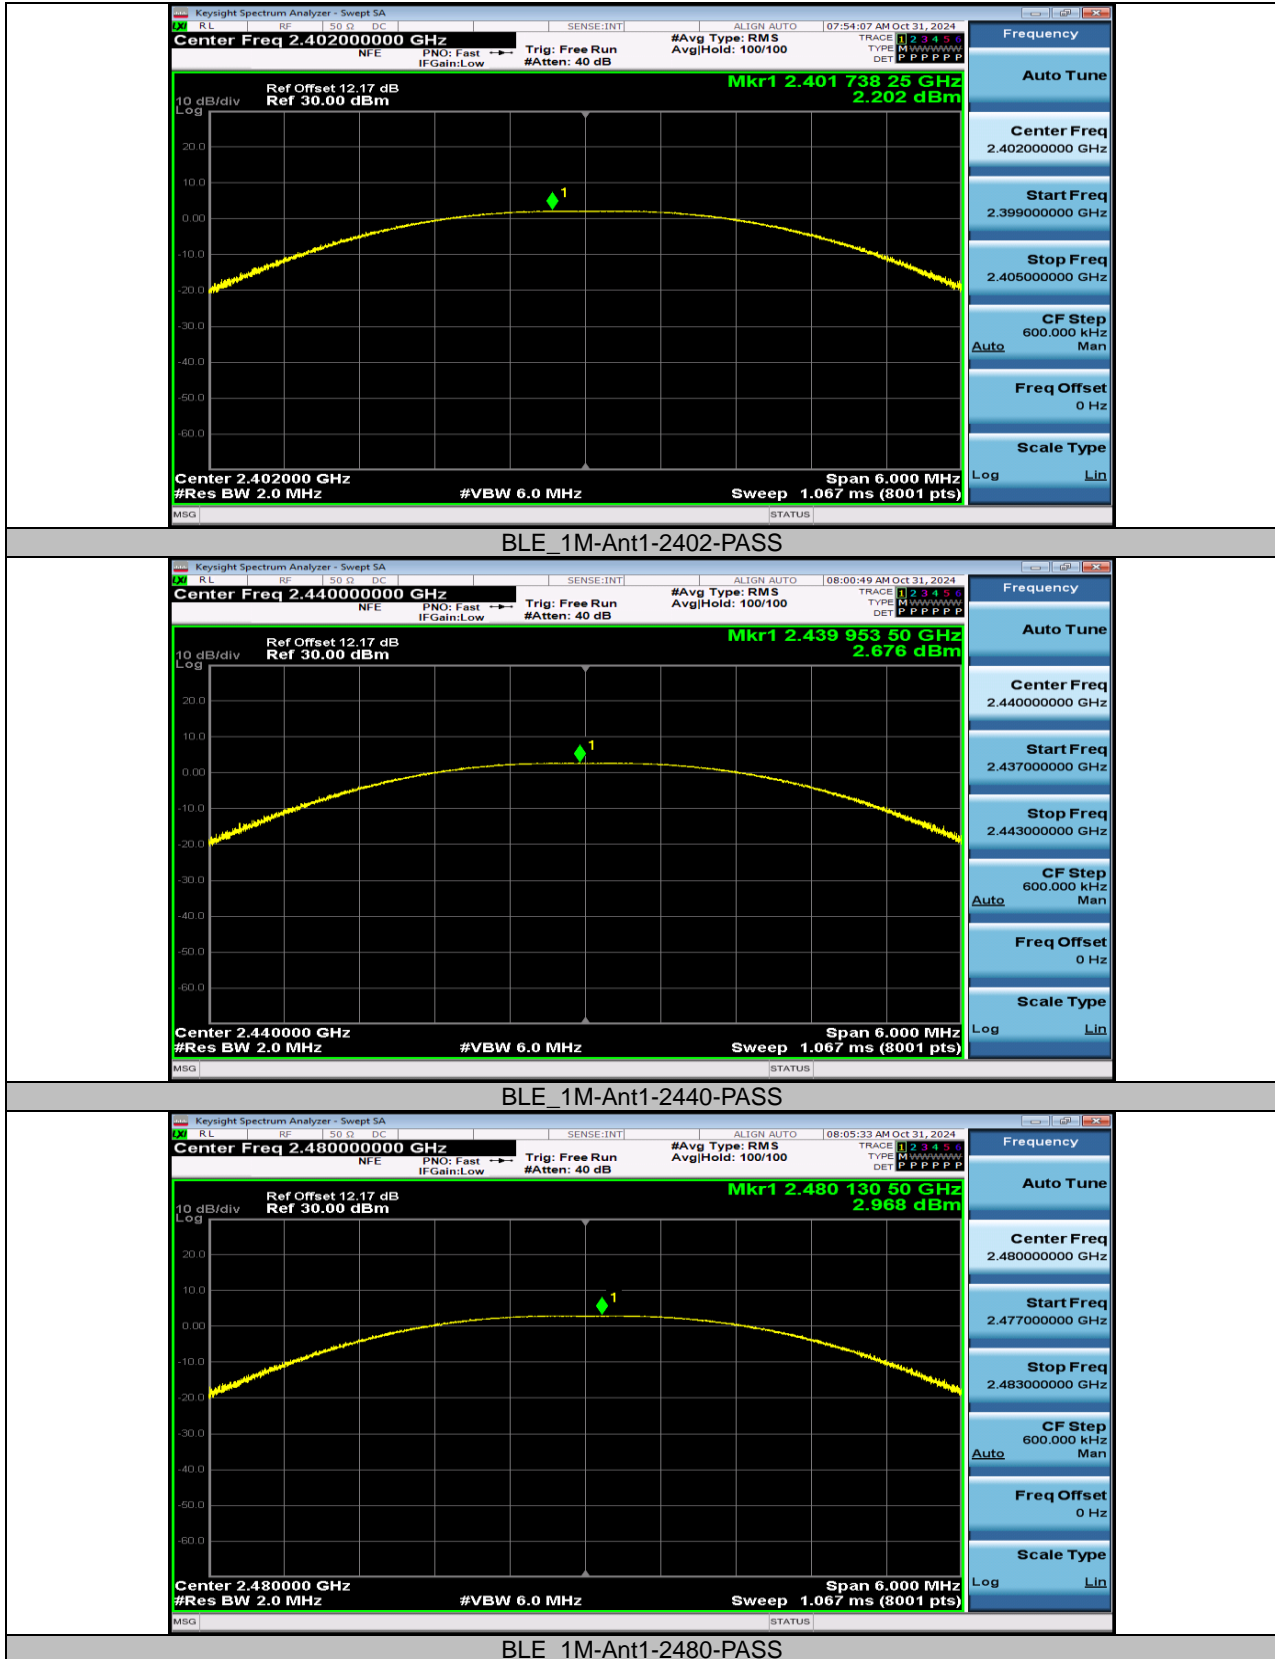 Keysight Spectrum Analyzer - Swept SA
LXI RL RF 50 Ω DC SENSE:INT ALIGN AUTO 07:54:07 AM Oct 31, 2024
Center Freq 2.402000000 GHz #Avg Type: RMS TRACE 1 2 3 4 5 6
NFE PNO: Fast Trig: Free Run Avg|Hold: 100/100 TYPE M WWWWW
IFGain:Low #Atten: 40 dB DET P P P P P P
Mkr1 2.401 738 25 GHz
2.202 dBm
Ref Offset 12.17 dB
10 dB/div Ref 30.00 dBm
Log
20.0
10.0
0.00
-10.0
-20.0
-30.0
-40.0
-50.0
-60.0
1
Center 2.402000 GHz Span 6.000 MHz
#Res BW 2.0 MHz #VBW 6.0 MHz Sweep 1.067 ms (8001 pts)
MSG STATUS
Frequency
Auto Tune
Center Freq
2.402000000 GHz
Start Freq
2.399000000 GHz
Stop Freq
2.405000000 GHz
CF Step
600.000 kHz
Auto Man
Freq Offset
0 Hz
Scale Type
Log Lin
BLE_1M-Ant1-2402-PASS
Keysight Spectrum Analyzer - Swept SA
LXI RL RF 50 Ω DC SENSE:INT ALIGN AUTO 08:00:49 AM Oct 31, 2024
Center Freq 2.440000000 GHz #Avg Type: RMS TRACE 1 2 3 4 5 6
NFE PNO: Fast Trig: Free Run Avg|Hold: 100/100 TYPE M WWWWW
IFGain:Low #Atten: 40 dB DET P P P P P P
Mkr1 2.439 953 50 GHz
2.676 dBm
Ref Offset 12.17 dB
10 dB/div Ref 30.00 dBm
Log
20.0
10.0
0.00
-10.0
-20.0
-30.0
-40.0
-50.0
-60.0
1
Center 2.440000 GHz Span 6.000 MHz
#Res BW 2.0 MHz #VBW 6.0 MHz Sweep 1.067 ms (8001 pts)
MSG STATUS
Frequency
Auto Tune
Center Freq
2.440000000 GHz
Start Freq
2.437000000 GHz
Stop Freq
2.443000000 GHz
CF Step
600.000 kHz
Auto Man
Freq Offset
0 Hz
Scale Type
Log Lin
BLE_1M-Ant1-2440-PASS
Keysight Spectrum Analyzer - Swept SA
LXI RL RF 50 Ω DC SENSE:INT ALIGN AUTO 08:05:33 AM Oct 31, 2024
Center Freq 2.480000000 GHz #Avg Type: RMS TRACE 1 2 3 4 5 6
NFE PNO: Fast Trig: Free Run Avg|Hold: 100/100 TYPE M WWWWW
IFGain:Low #Atten: 40 dB DET P P P P P P
Mkr1 2.480 130 50 GHz
2.968 dBm
Ref Offset 12.17 dB
10 dB/div Ref 30.00 dBm
Log
20.0
10.0
0.00
-10.0
-20.0
-30.0
-40.0
-50.0
-60.0
1
Center 2.480000 GHz Span 6.000 MHz
#Res BW 2.0 MHz #VBW 6.0 MHz Sweep 1.067 ms (8001 pts)
MSG STATUS
Frequency
Auto Tune
Center Freq
2.480000000 GHz
Start Freq
2.477000000 GHz
Stop Freq
2.483000000 GHz
CF Step
600.000 kHz
Auto Man
Freq Offset
0 Hz
Scale Type
Log Lin
BLE_1M-Ant1-2480-PASS